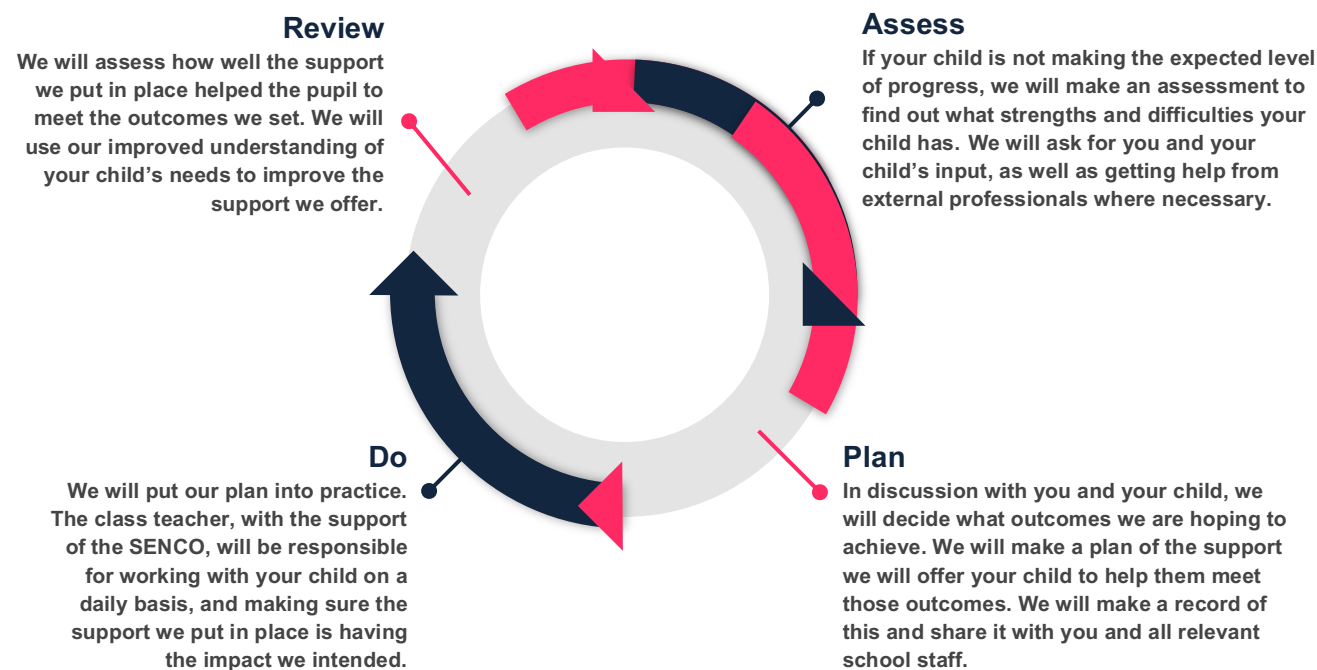 Review
We will assess how well the support
we put in place helped the pupil to
meet the outcomes we set. We will
use our improved understanding of
your child’s needs to improve the
support we offer.
Assess
If your child is not making the expected level
of progress, we will make an assessment to
find out what strengths and difficulties your
child has. We will ask for you and your
child’s input, as well as getting help from
external professionals where necessary.
Do
We will put our plan into practice.
The class teacher, with the support
of the SENCO, will be responsible
for working with your child on a
daily basis, and making sure the
support we put in place is having
the impact we intended.
Plan
In discussion with you and your child, we
will decide what outcomes we are hoping to
achieve. We will make a plan of the support
we will offer your child to help them meet
those outcomes. We will make a record of
this and share it with you and all relevant
school staff.